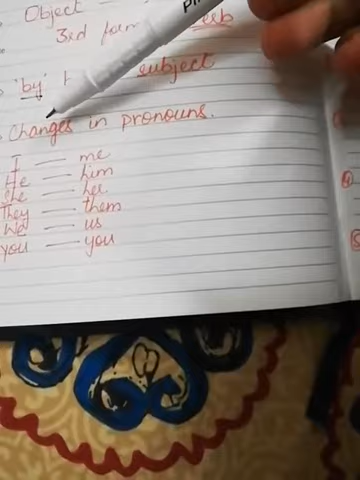 Object
3rd form
'by' subject
Changes in pronouns.
I — me
He — him
She — her
They — them
We — us
you — you